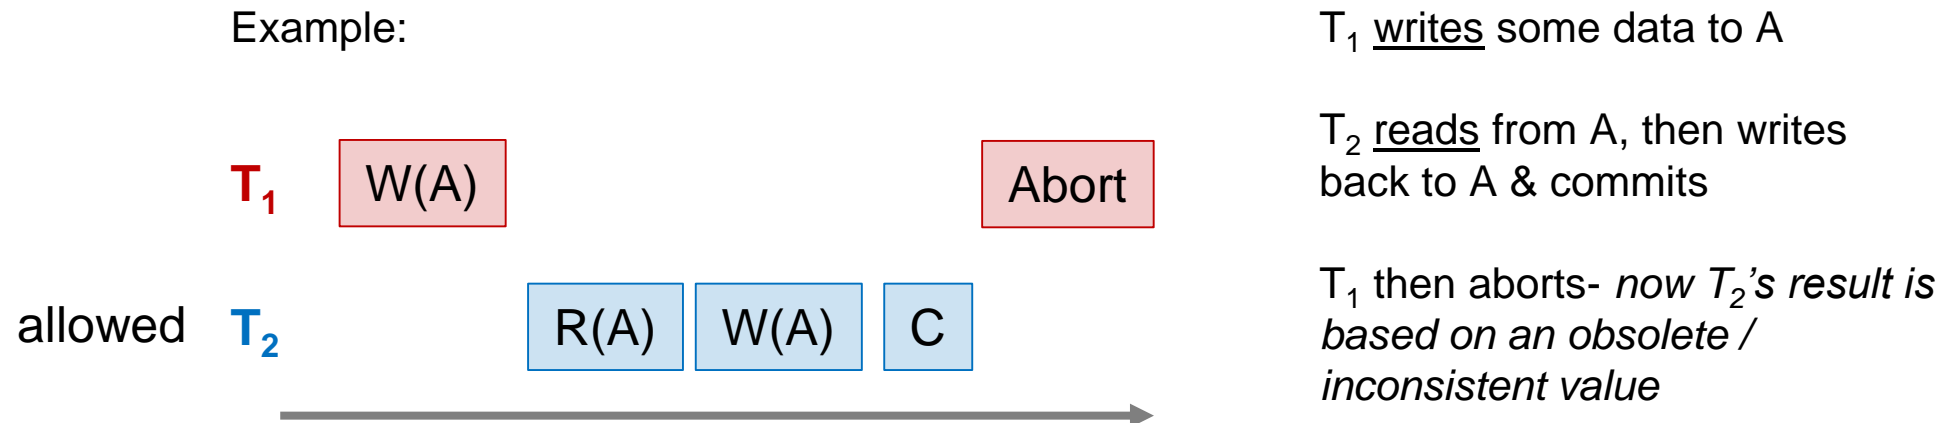 Example:
T₁ W(A) Abort
allowed T₂ R(A) W(A) C
T₁ writes some data to A
T₂ reads from A, then writes
back to A & commits
T₁ then aborts- now T₂’s result is
based on an obsolete /
inconsistent value